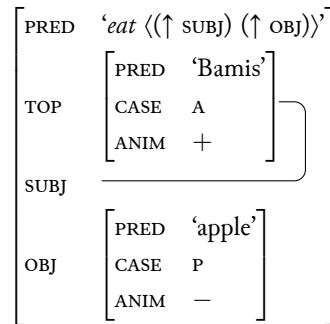 PRED ‘eat ⟨(↑ SUBJ) (↑ OBJ)⟩’
PRED ‘Bamis’
TOP CASE A
ANIM +
SUBJ
PRED ‘apple’
OBJ CASE P
ANIM −